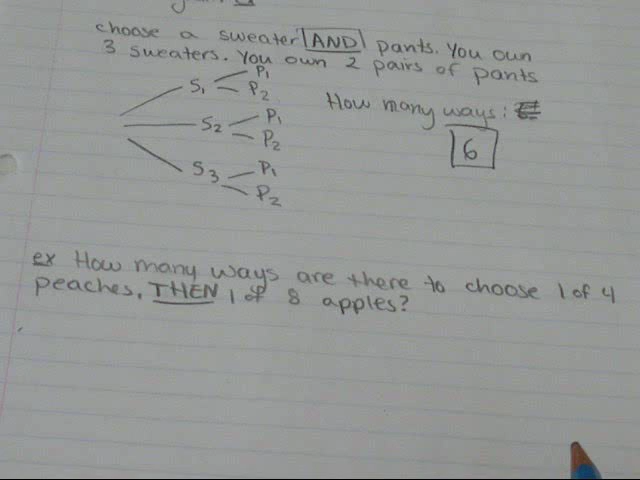 choose a sweater AND pants. You own
3 sweaters. You own 2 pairs of pants
S1 P1
P2
How many ways:
S2 P1
P2
6
S3 P1
P2
ex How many ways are there to choose 1 of 4
peaches, THEN 1 of 8 apples?